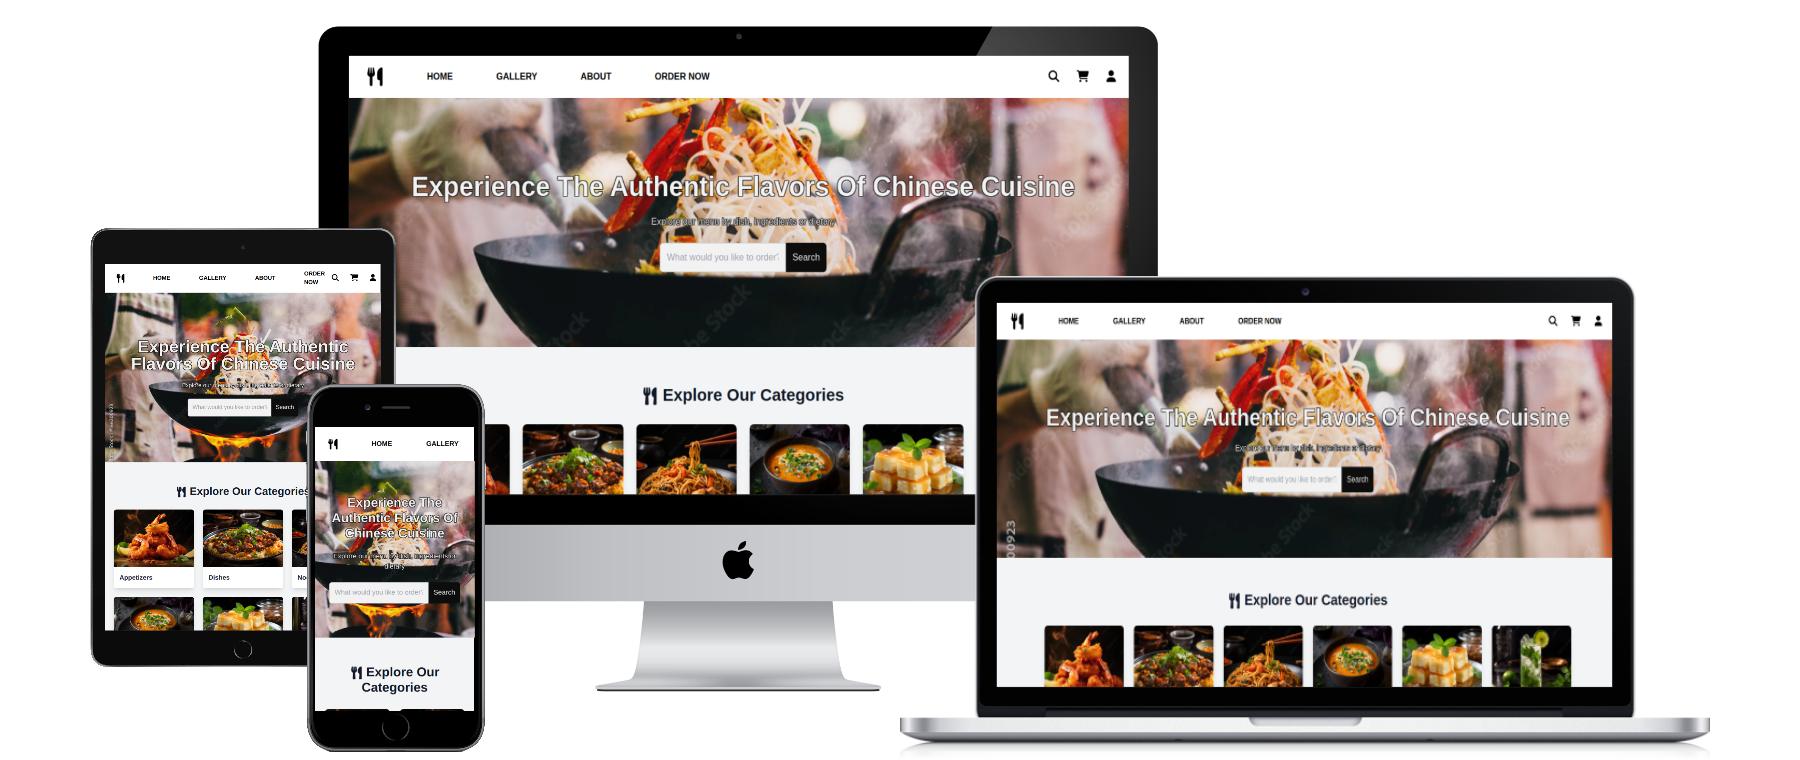 HOME GALLERY ABOUT ORDER NOW
Experience The Authentic Flavors Of Chinese Cuisine
Explore our menu by dish, ingredients or dietary
What would you like to order? Search
Explore Our Categories
HOME GALLERY ABOUT ORDER
NOW
Experience The Authentic
Flavors Of Chinese Cuisine
Explore our menu by dish, ingredients or dietary
What would you like to order? Search
Explore Our Categories
Appetizers Dishes No
HOME GALLERY
Experience The
Authentic Flavors Of
Chinese Cuisine
Explore our menu by dish, ingredients or
dietary
What would you like to order? Search
Explore Our
Categories
HOME GALLERY ABOUT ORDER NOW
Experience The Authentic Flavors Of Chinese Cuisine
Explore our menu by dish, ingredients or dietary
What would you like to order? Search
00923
Explore Our Categories